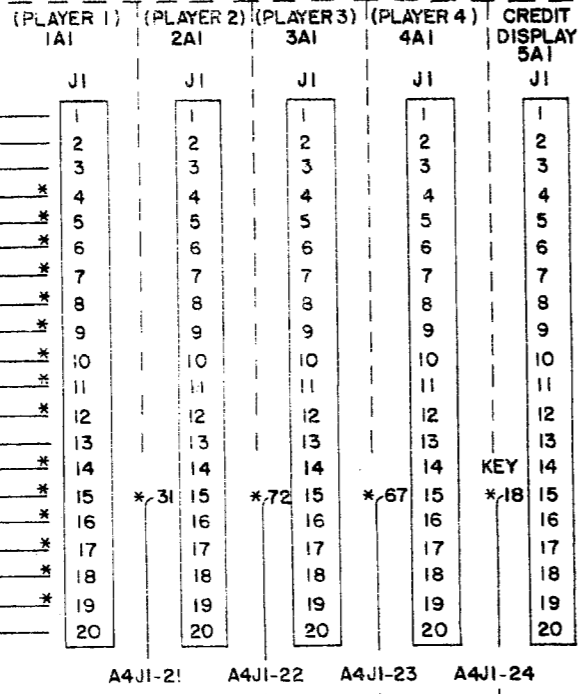 (PLAYER 1) (PLAYER 2) (PLAYER 3) (PLAYER 4) CREDIT
1A1 2A1 3A1 4A1 DISPLAY
5A1
J1 J1 J1 J1 J1
1 1 1 1 1
2 2 2 2 2
3 3 3 3 3
* 4 4 4 4 4
* 5 5 5 5 5
* 6 6 6 6 6
* 7 7 7 7 7
* 8 8 8 8 8
* 9 9 9 9 9
* 10 10 10 10 10
* 11 11 11 11 11
* 12 12 12 12 12
13 13 13 13 13
* 14 14 14 14 KEY 14
* 15 * 31 15 * 72 15 * 67 15 * 18 15
* 16 16 16 16 16
* 17 17 17 17 17
* 18 18 18 18 18
* 19 19 19 19 19
20 20 20 20 20
A4J1-21 A4J1-22 A4J1-23 A4J1-24